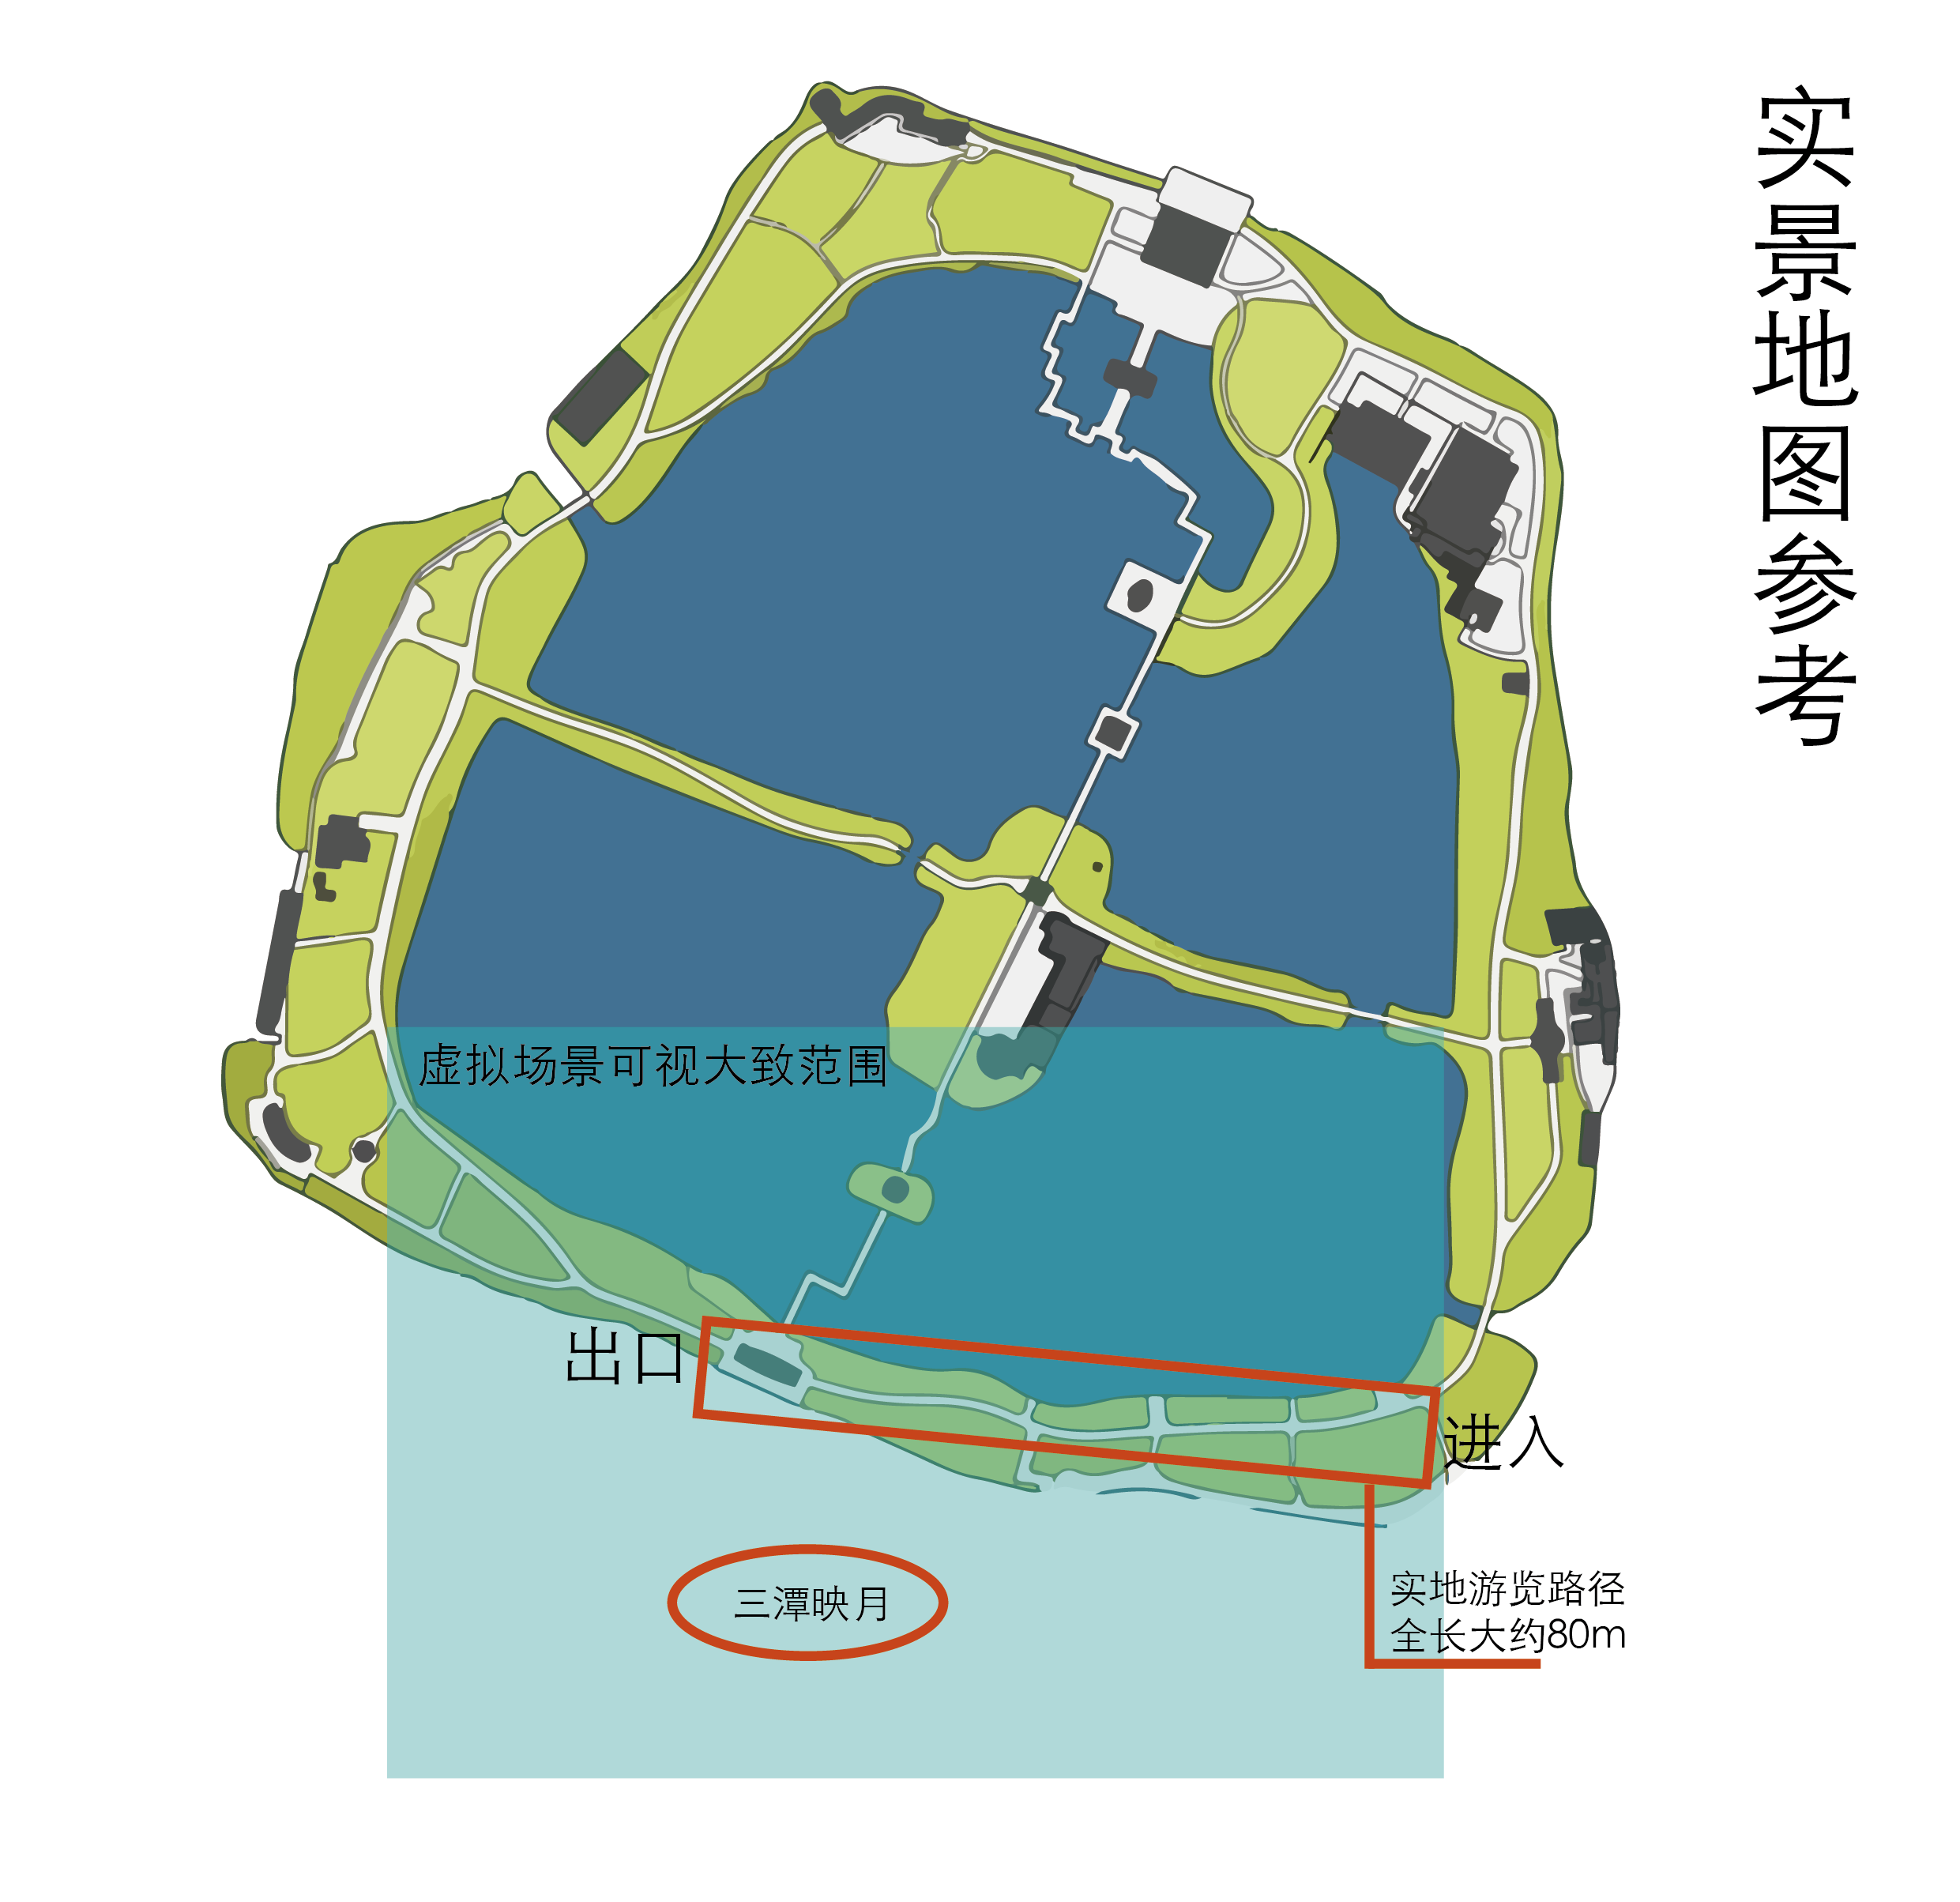 实景地图参考
虚拟场景可视大致范围
出口
进入
三潭映月
实地游览路径
全长大约80m